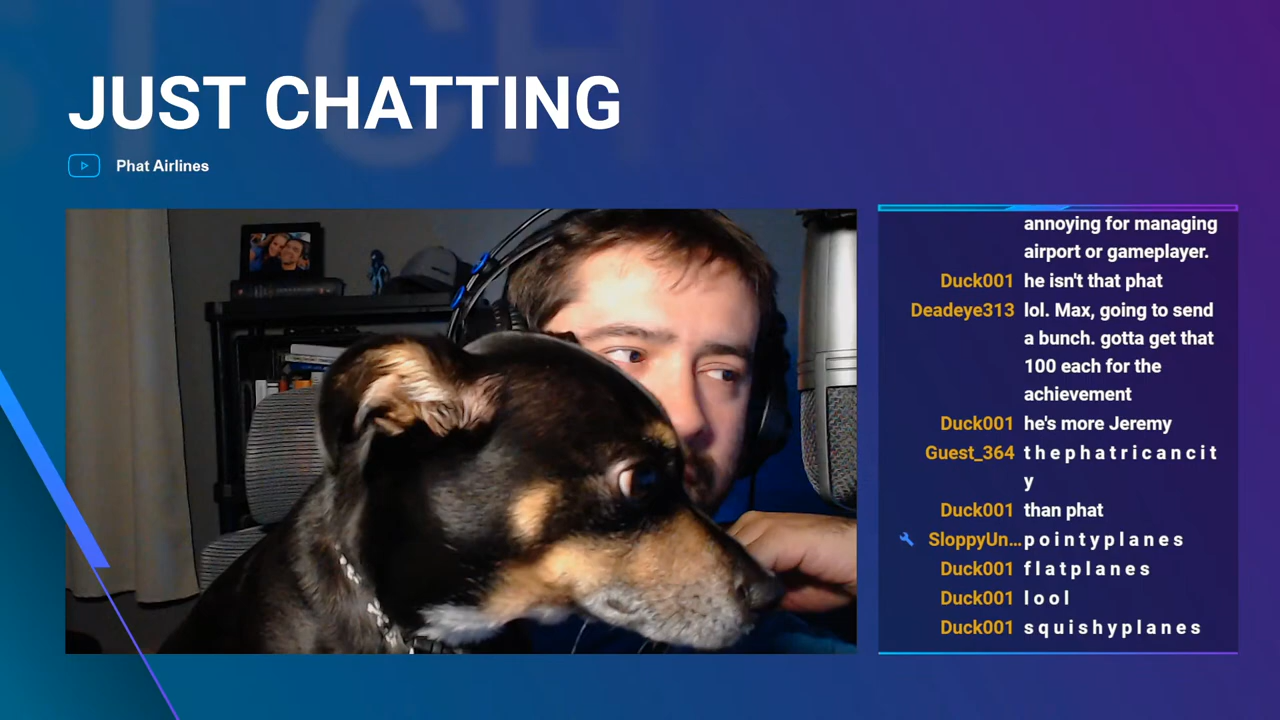 JUST CHATTING
Phat Airlines
annoying for managing
airport or gameplayer.
Duck001 he isn't that phat
Deadeye313 lol. Max, going to send
a bunch. gotta get that
100 each for the
achievement
Duck001 he's more Jeremy
Guest_364 t h e p h a t r i c a n c i t
y
Duck001 than phat
SloppyUn... p o i n t y p l a n e s
Duck001 f l a t p l a n e s
Duck001 l o o l
Duck001 s q u i s h y p l a n e s